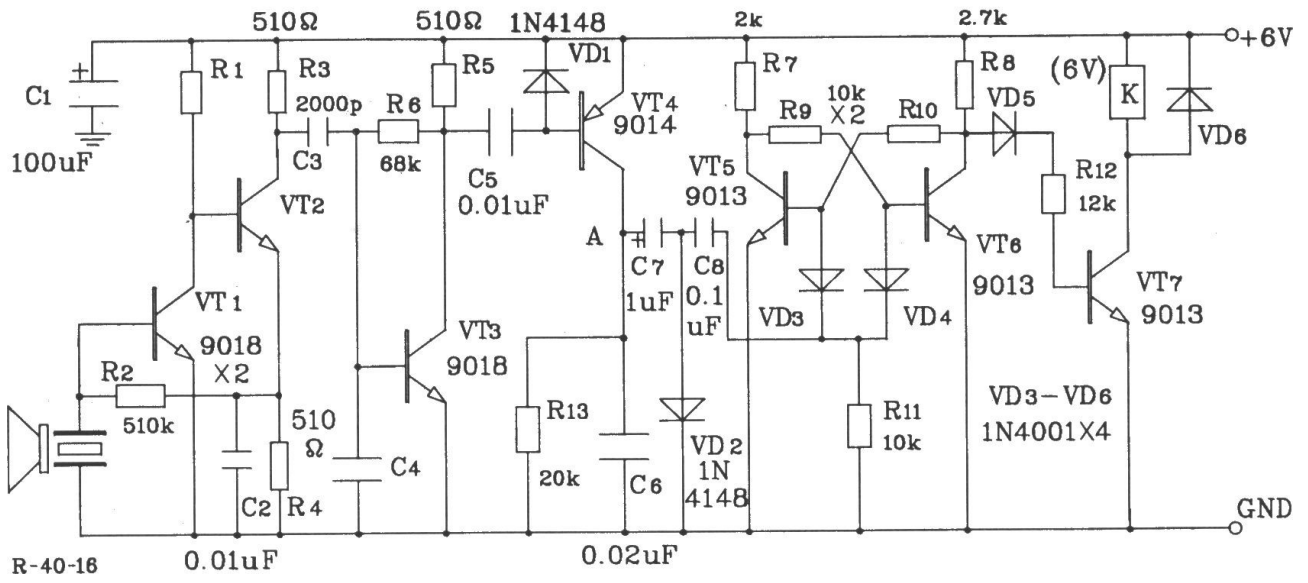 510Ω
510Ω
1N4148
2k
2.7k
+6V
+
C1
100uF
R1
R3
2000p
C3
R6
68k
R5
C5
0.01uF
VD1
VT4
9014
R7
R9
10k
X2
R10
R8
VD5
(6V)
K
VD6
VT2
VT5
9013
R12
12k
A
+
C7
1uF
C8
0.1
uF
VT6
9013
VT1
9018
X2
VT3
9018
VD3
VD4
VT7
9013
R2
510k
510
Ω
C4
R13
20k
C6
VD2
1N
4148
R11
10k
VD3-VD6
1N4001X4
C2
R4
GND
R-40-16
0.01uF
0.02uF